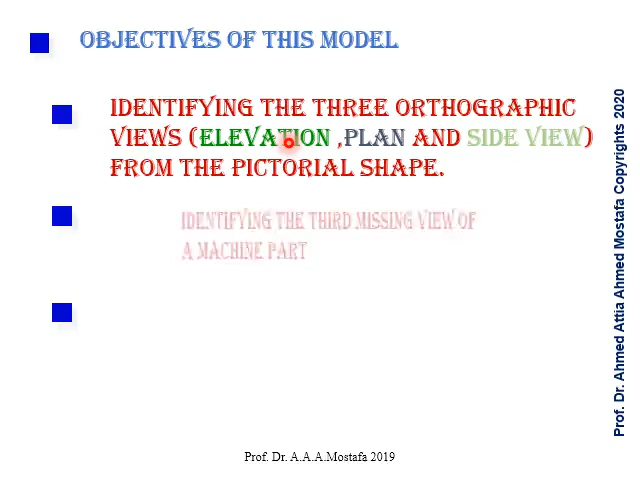 Objectives of this model
Identifying the three orthographic
views (Elevation ,Plan and Side View)
from the pictorial shape.
Identifying the third missing view of
a machine part
Prof. Dr. A.A.A.Mostafa 2019
Prof. Dr. Ahmed Attia Ahmed Mostafa Copyrights 2020